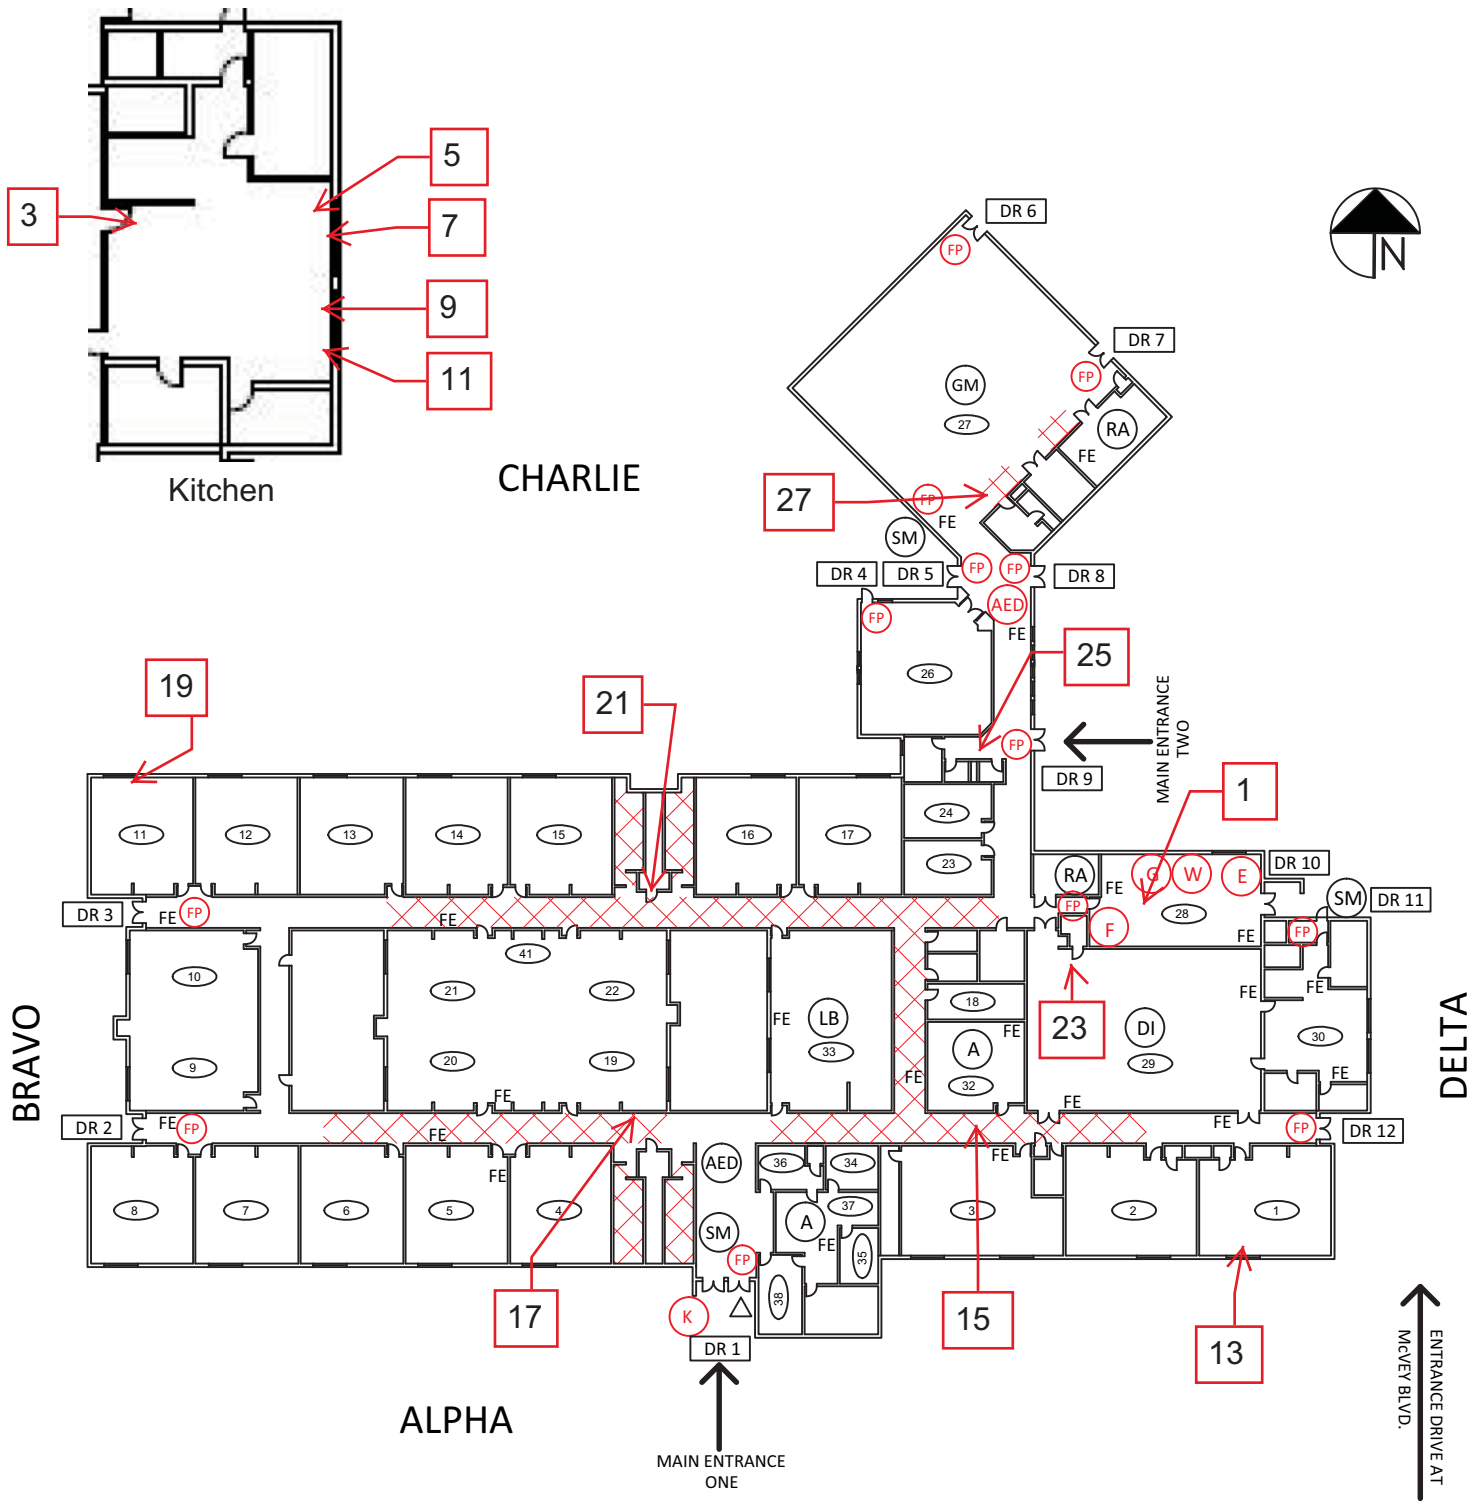 5
3
7
9
11
Kitchen
CHARLIE
DR 6
FP
N
DR 7
FP
GM
27
RA
FE
27
FP
FE
SM
DR 4
DR 5
FP
FP
DR 8
AED
FP
FE
25
26
19
21
FP
MAIN ENTRANCE
TWO
DR 9
1
11
12
13
14
15
16
17
24
23
RA
FE
G
W
E
DR 10
SM
DR 11
DR 3
FE
FP
FE
FP
F
28
FE
FP
10
41
21
22
FE
LB
33
18
FE
A
32
FE
23
DI
29
FE
FE
30
FE
BRAVO
DELTA
9
20
19
FE
FE
DR 2
FE
FP
FE
FE
FP
DR 12
FE
AED
36
34
FE
8
7
6
5
4
SM
A
37
FE
35
3
2
1
FP
38
K
17
15
13
DR 1
ALPHA
MAIN ENTRANCE
ONE
ENTRANCE DRIVE AT
McVEY BLVD.